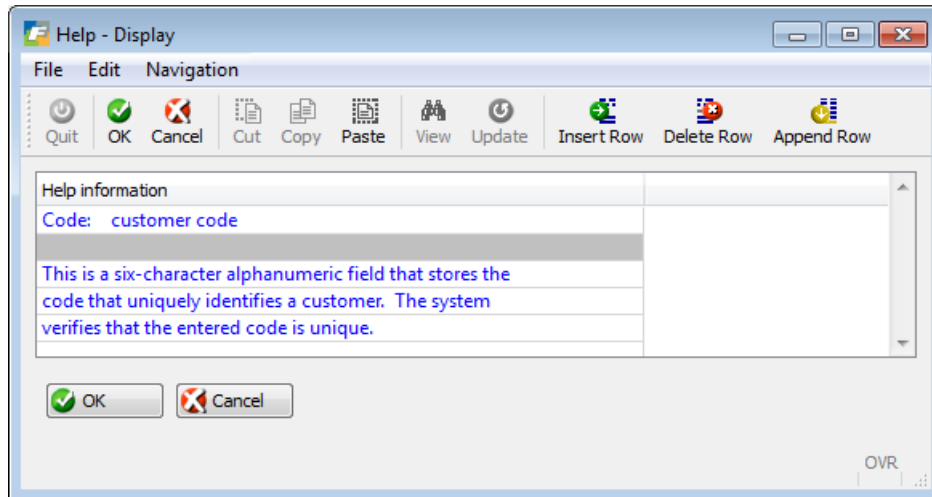 Help - Display
File Edit Navigation
Quit OK Cancel Cut Copy Paste View Update Insert Row Delete Row Append Row
Help information
Code: customer code
This is a six-character alphanumeric field that stores the
code that uniquely identifies a customer. The system
verifies that the entered code is unique.
OK Cancel
OVR